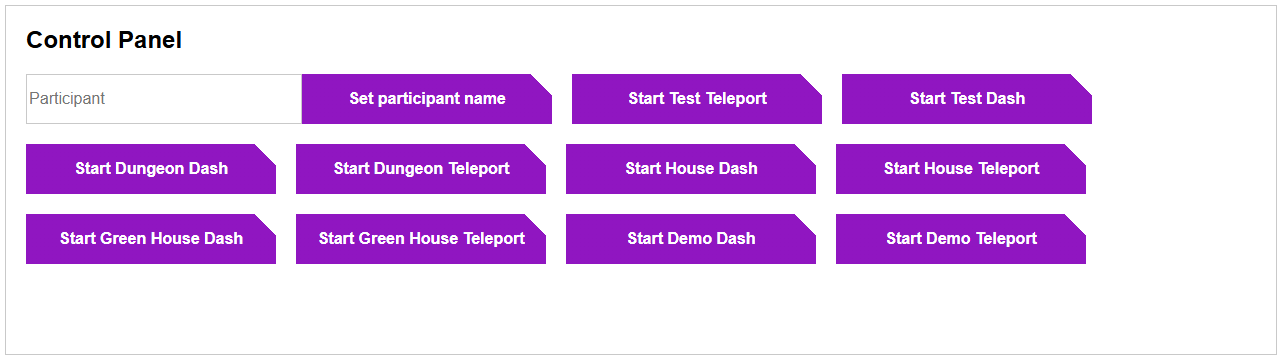 Control Panel
Participant Set participant name Start Test Teleport Start Test Dash
Start Dungeon Dash Start Dungeon Teleport Start House Dash Start House Teleport
Start Green House Dash Start Green House Teleport Start Demo Dash Start Demo Teleport